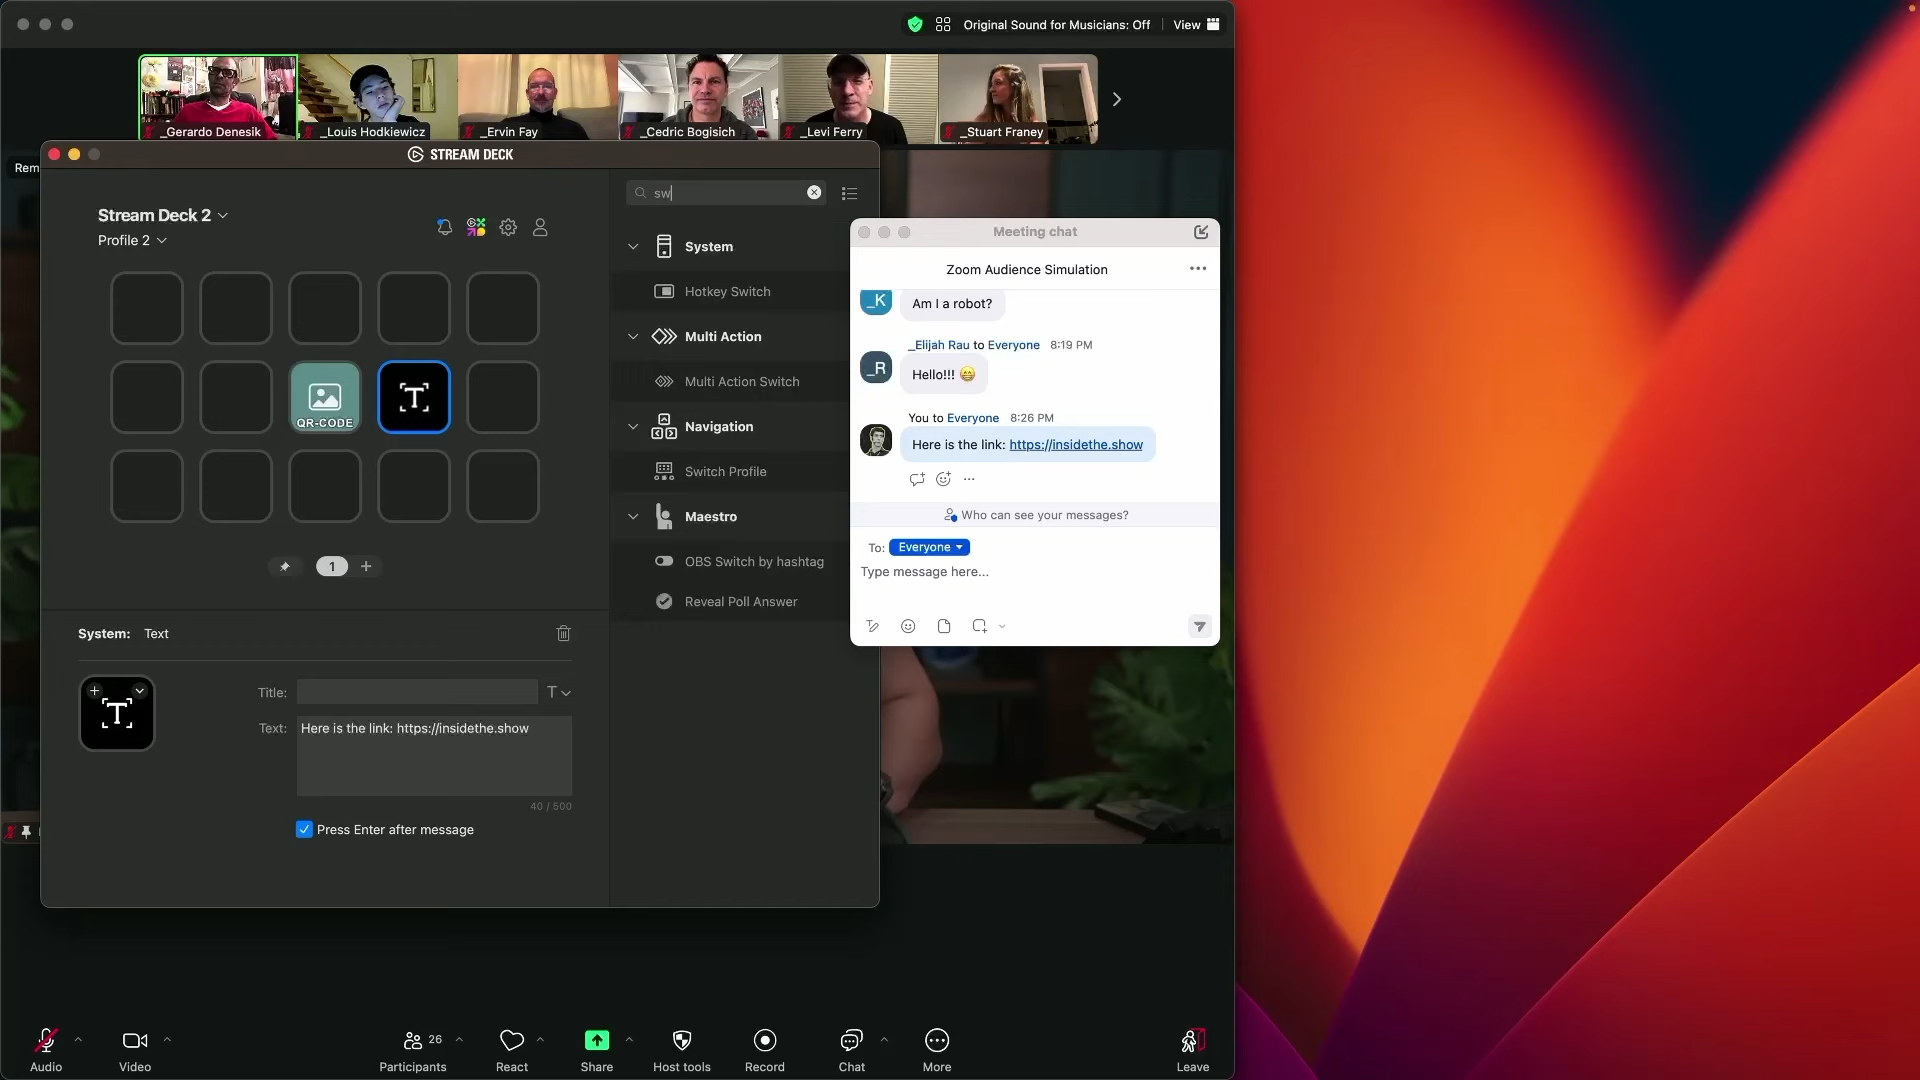 Original Sound for Musicians: Off
View
_Gerardo Denesik
_Louis Hodkiewicz
_Ervin Fay
_Cedric Bogisich
_Levi Ferry
_Stuart Franey
Rem
STREAM DECK
Stream Deck 2
Profile 2
QR-CODE
T
1
sw
System
Hotkey Switch
Multi Action
Multi Action Switch
Navigation
Switch Profile
Maestro
OBS Switch by hashtag
Reveal Poll Answer
System: Text
T
Title:
T
Text: Here is the link: https://insidethe.show
40 / 500
Press Enter after message
Meeting chat
Zoom Audience Simulation
_K
Am I a robot?
_Elijah Rau to Everyone 8:19 PM
_R
Hello!!! 😁
You to Everyone 8:26 PM
Here is the link: https://insidethe.show
Who can see your messages?
To: Everyone
Type message here...
Audio
Video
26
Participants
React
Share
Host tools
Record
Chat
More
Leave